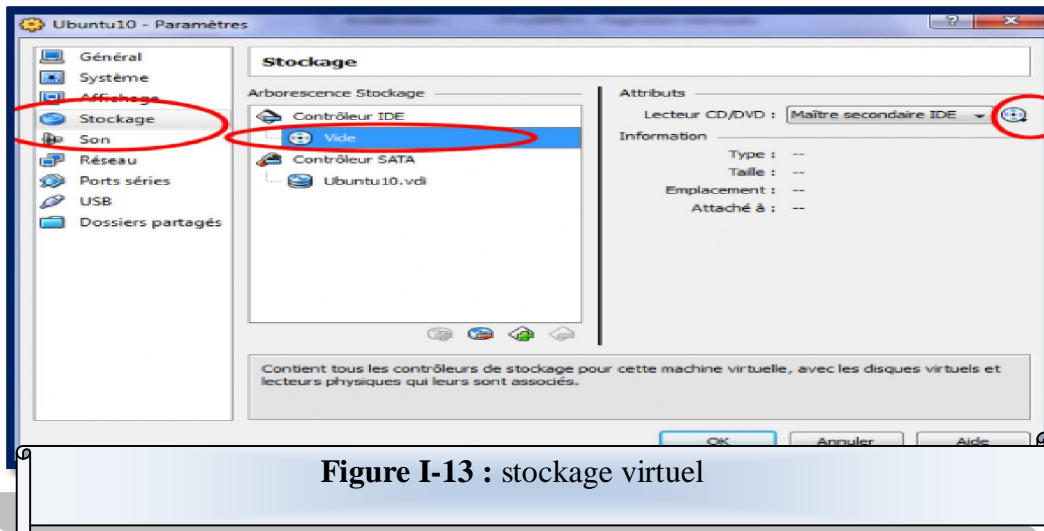 Ubuntu10 - Paramètres
Général
Système
Affichage
Stockage
Son
Réseau
Ports séries
USB
Dossiers partagés
Stockage
Arborescence Stockage
Contrôleur IDE
Vide
Contrôleur SATA
Ubuntu10.vdi
Attributs
Lecteur CD/DVD : Maître secondaire IDE
Information
Type : --
Taille : --
Emplacement : --
Attaché à : --
Contient tous les contrôleurs de stockage pour cette machine virtuelle, avec les disques virtuels et
lecteurs physiques qui leurs sont associés.
OK Annuler Aide
Figure I-13 : stockage virtuel